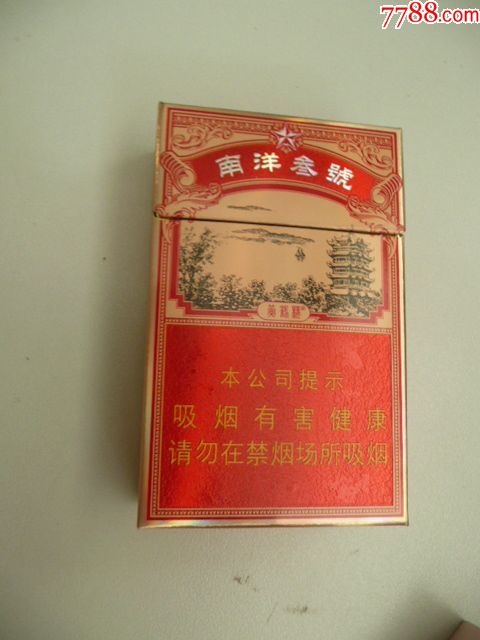 7788.com
南洋叁號
黄鹤楼
本公司提示
吸烟有害健康
请勿在禁烟场所吸烟